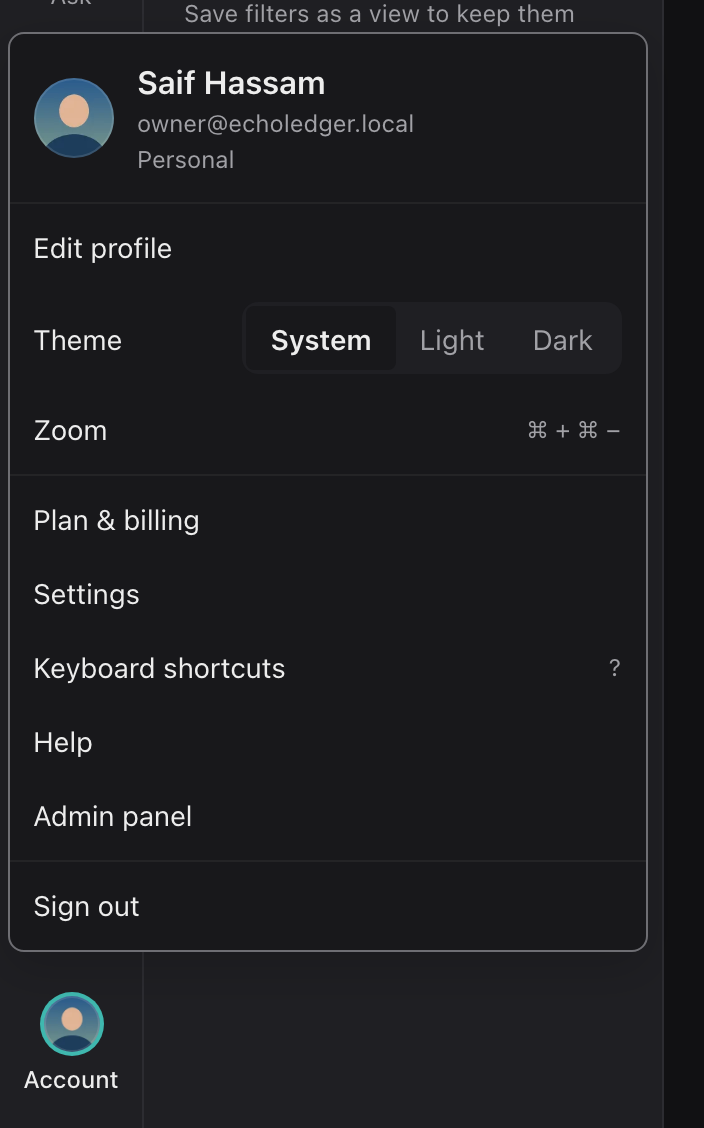 Ask
Save filters as a view to keep them
Saif Hassam
owner@echoledger.local
Personal
Edit profile
Theme System Light Dark
Zoom ⌘ + ⌘ −
Plan & billing
Settings
Keyboard shortcuts ?
Help
Admin panel
Sign out
Account